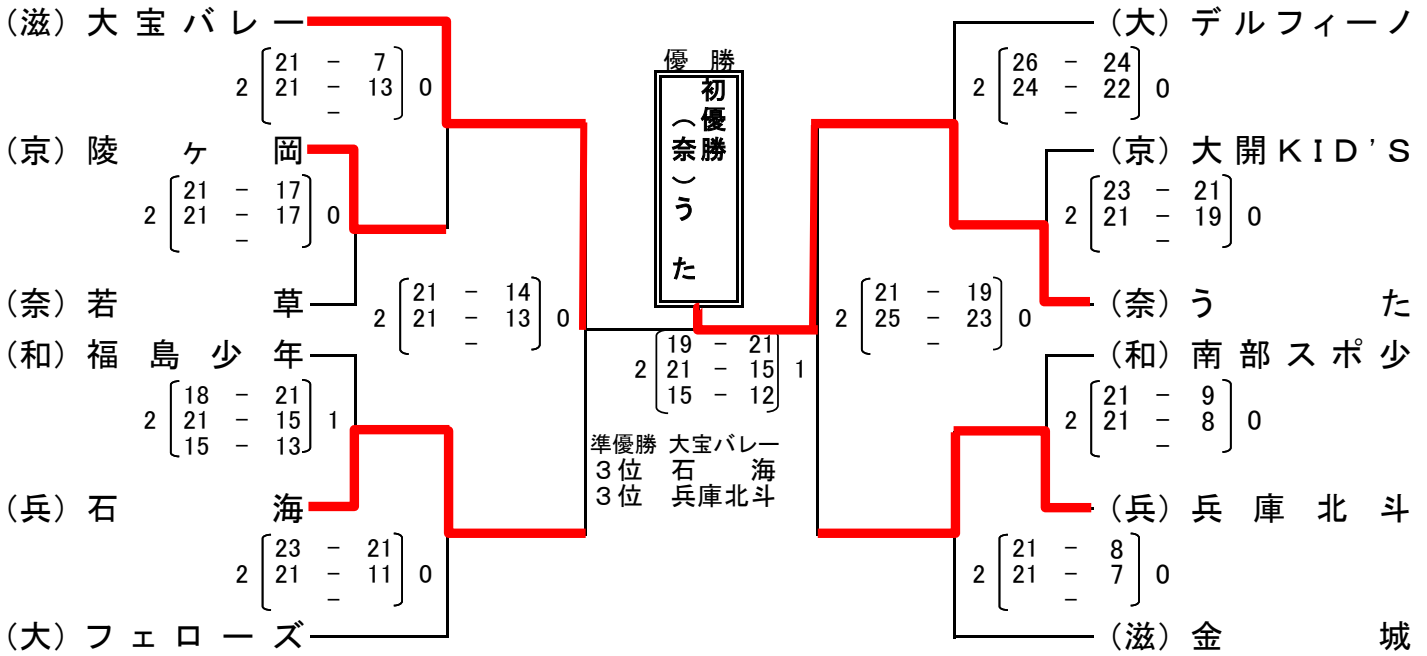 (滋)大宝バレー
2 21 - 7 0
21 - 13
-
(京)陵ヶ岡
2 21 - 17 0
21 - 17
-
(奈)若草
2 21 - 14 0
21 - 13
-
(和)福島少年
2 18 - 21 1
21 - 15
15 - 13
(兵)石海
2 23 - 21 0
21 - 11
-
(大)フェローズ
優勝
初優勝
(奈)うた
2 19 - 21 1
21 - 15
15 - 12
準優勝 大宝バレー
3位 石海
3位 兵庫北斗
(大)デルフィーノ
2 26 - 24 0
24 - 22
-
(京)大開KID'S
2 23 - 21 0
21 - 19
-
(奈)うた
2 21 - 19 0
25 - 23
-
(和)南部スポ少
2 21 - 9 0
21 - 8
-
(兵)兵庫北斗
2 21 - 8 0
21 - 7
-
(滋)金城